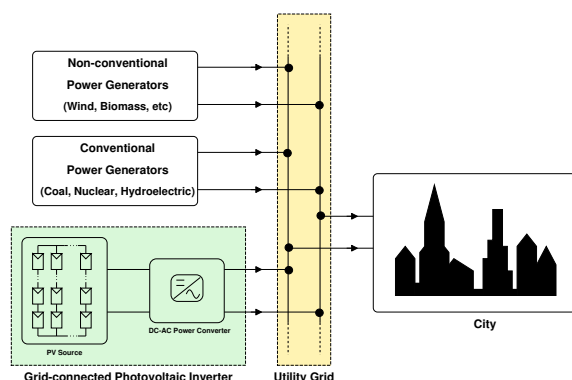 Non-conventional
Power Generators
(Wind, Biomass, etc)
Conventional
Power Generators
(Coal, Nuclear, Hydroelectric)
DC-AC Power Converter
PV Source
City
Grid-connected Photovoltaic Inverter
Utility Grid